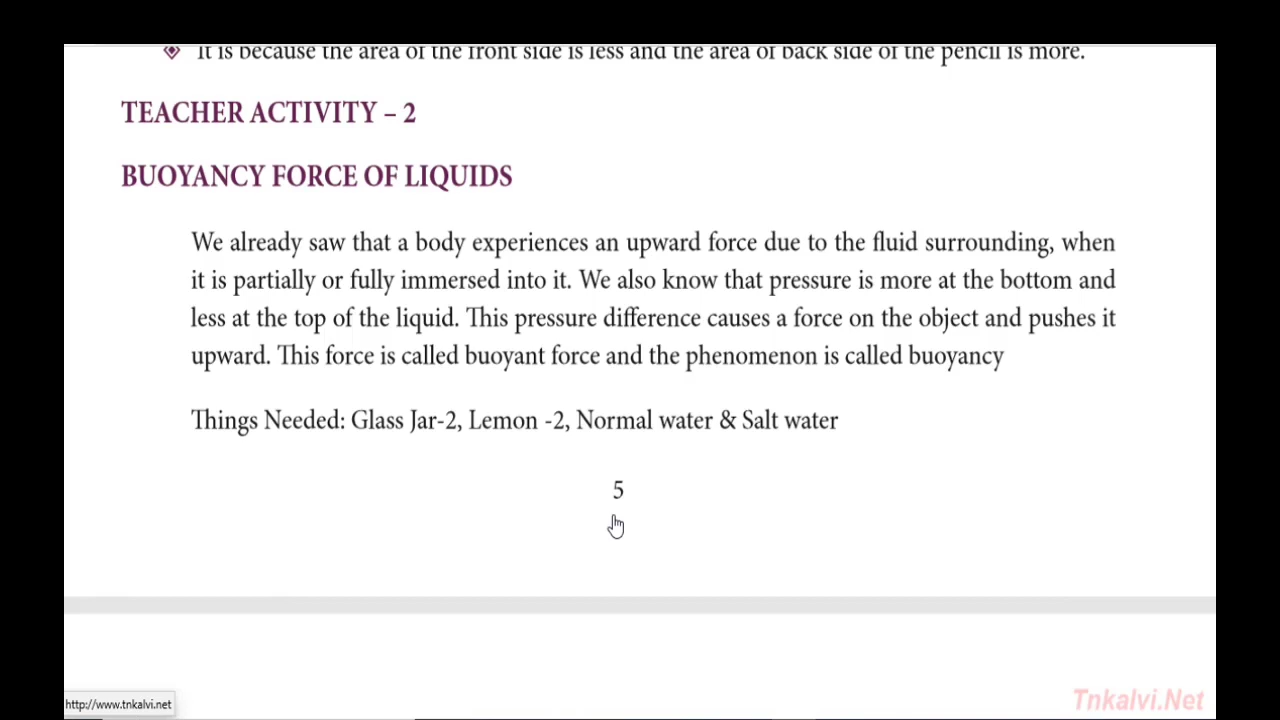 It is because the area of the front side is less and the area of back side of the pencil is more.
TEACHER ACTIVITY – 2
BUOYANCY FORCE OF LIQUIDS
We already saw that a body experiences an upward force due to the fluid surrounding, when
it is partially or fully immersed into it. We also know that pressure is more at the bottom and
less at the top of the liquid. This pressure difference causes a force on the object and pushes it
upward. This force is called buoyant force and the phenomenon is called buoyancy
Things Needed: Glass Jar-2, Lemon -2, Normal water & Salt water
5
http://www.tnkalvi.net
Tnkalvi.Net